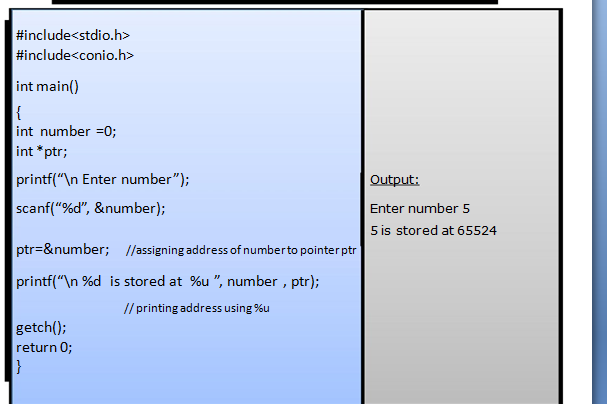 #include<stdio.h>
#include<conio.h>
int main()
{
int number =0;
int *ptr;
printf(“\n Enter number”);
scanf(“%d”, &number);
ptr=&number; //assigning address of number to pointer ptr
printf(“\n %d is stored at %u ”, number , ptr);
// printing address using %u
getch();
return 0;
}
Output:
Enter number 5
5 is stored at 65524